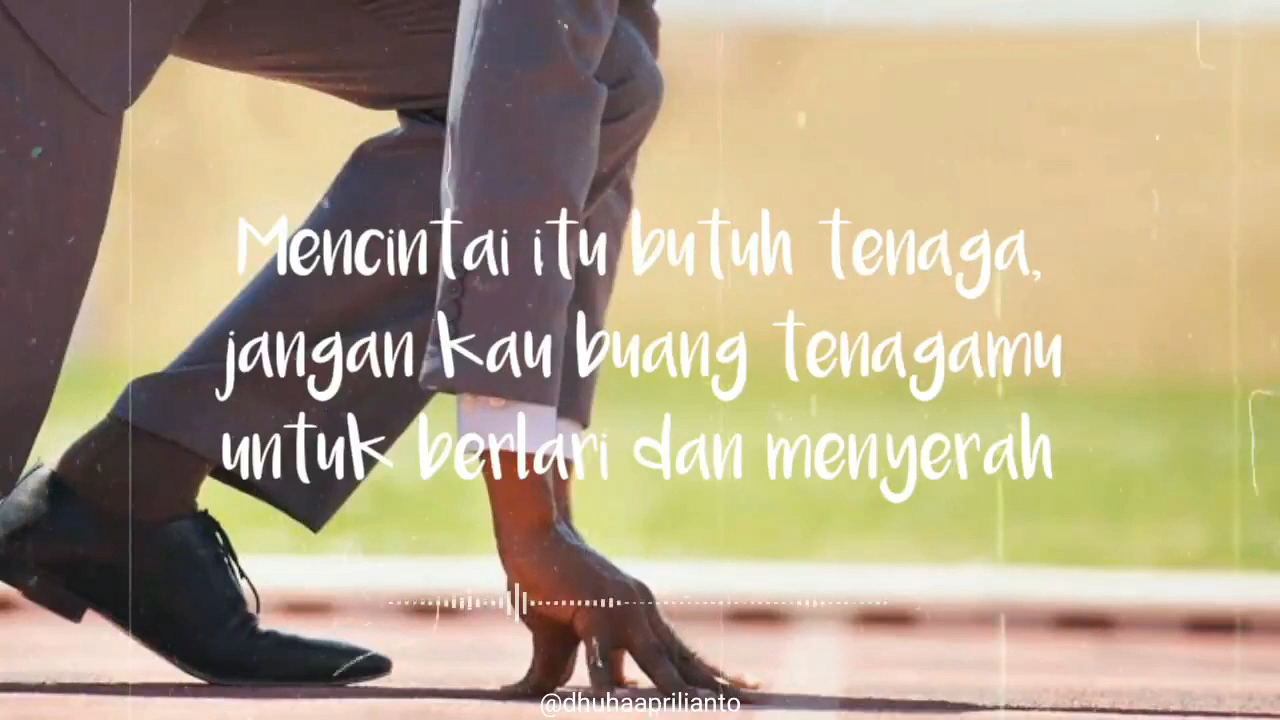 Mencintai itu butuh tenaga,
jangan kau buang tenagamu
untuk berlari dan menyerah
@dhuhaaprilianto